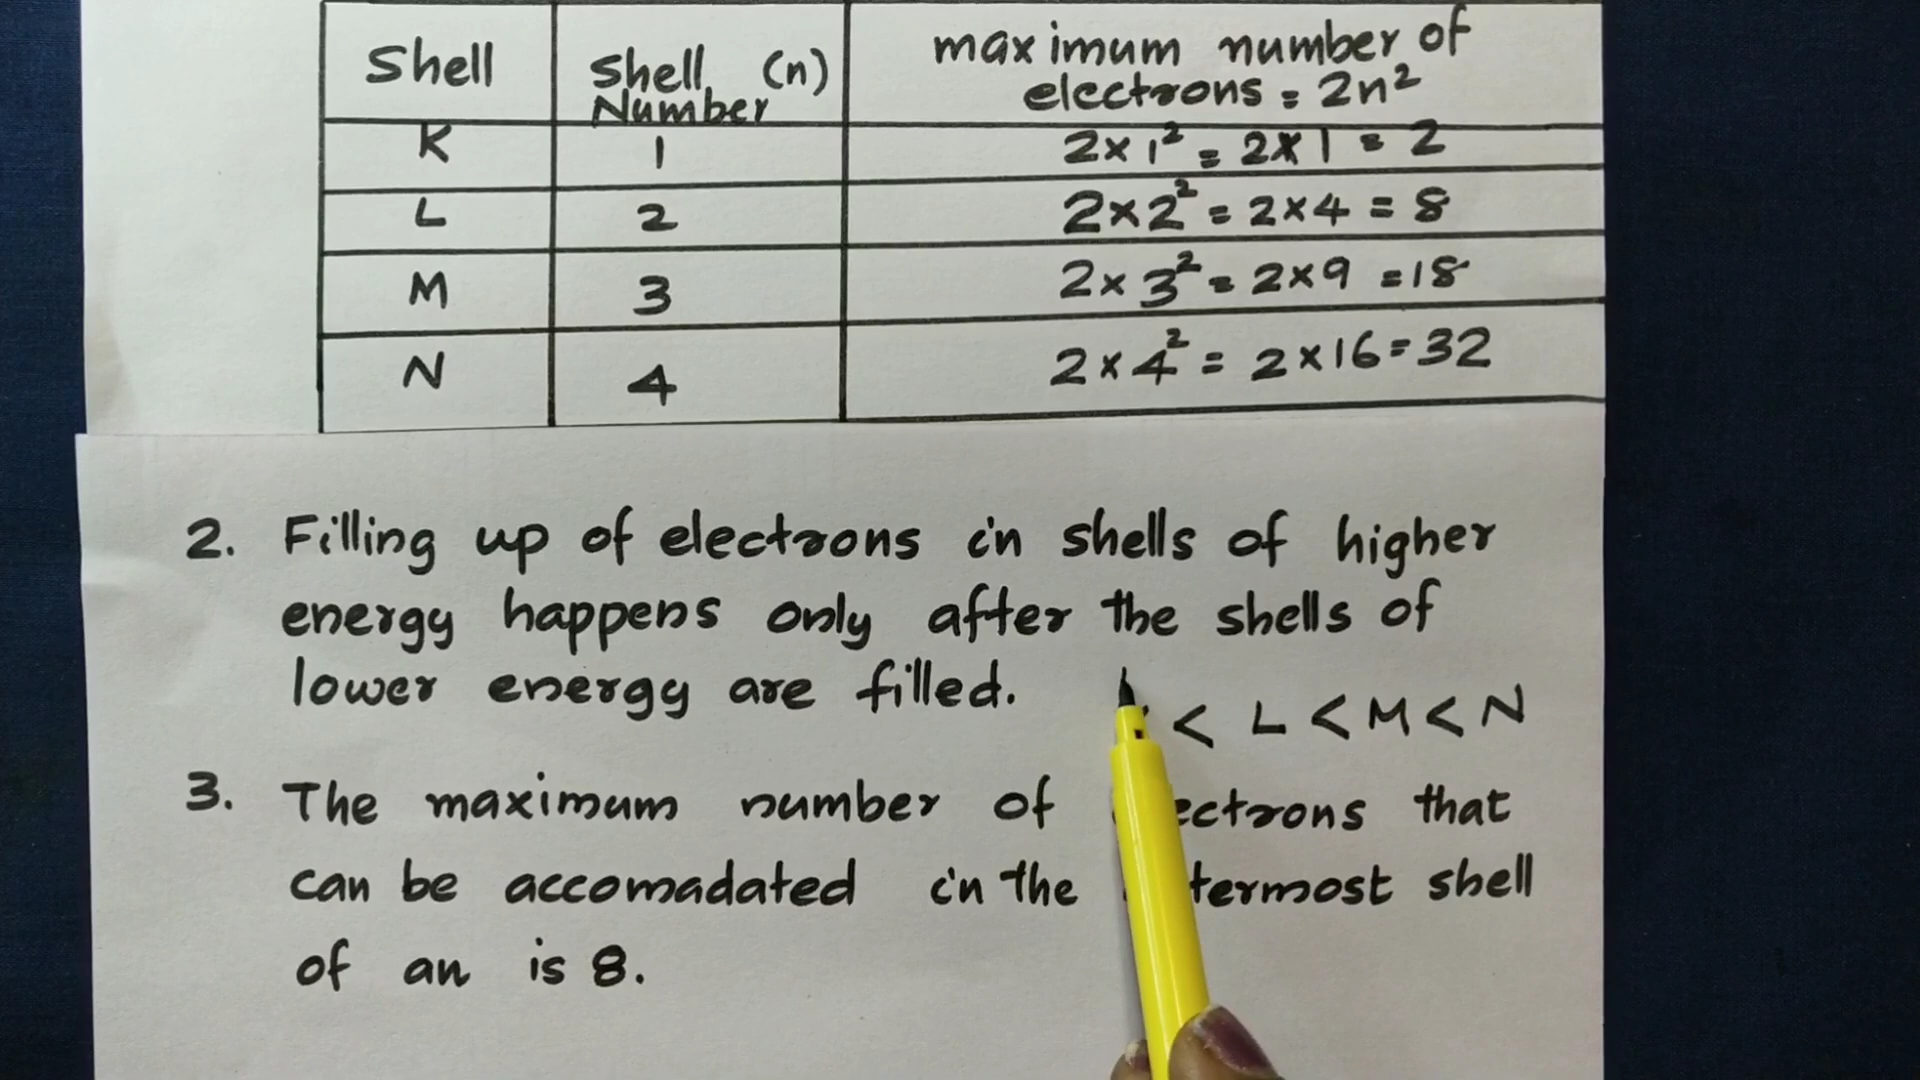 Shell
Shell (n)
Number
maximum number of
electrons = 2n²
K 1 2×1² = 2×1 = 2
L 2 2×2² = 2×4 = 8
M 3 2×3² = 2×9 = 18
N 4 2×4² = 2×16=32
2. Filling up of electrons in shells of higher
energy happens only after the shells of
lower energy are filled.
< L < M < N
3. The maximum number of that
can be accomadated in the shell
of an is 8.